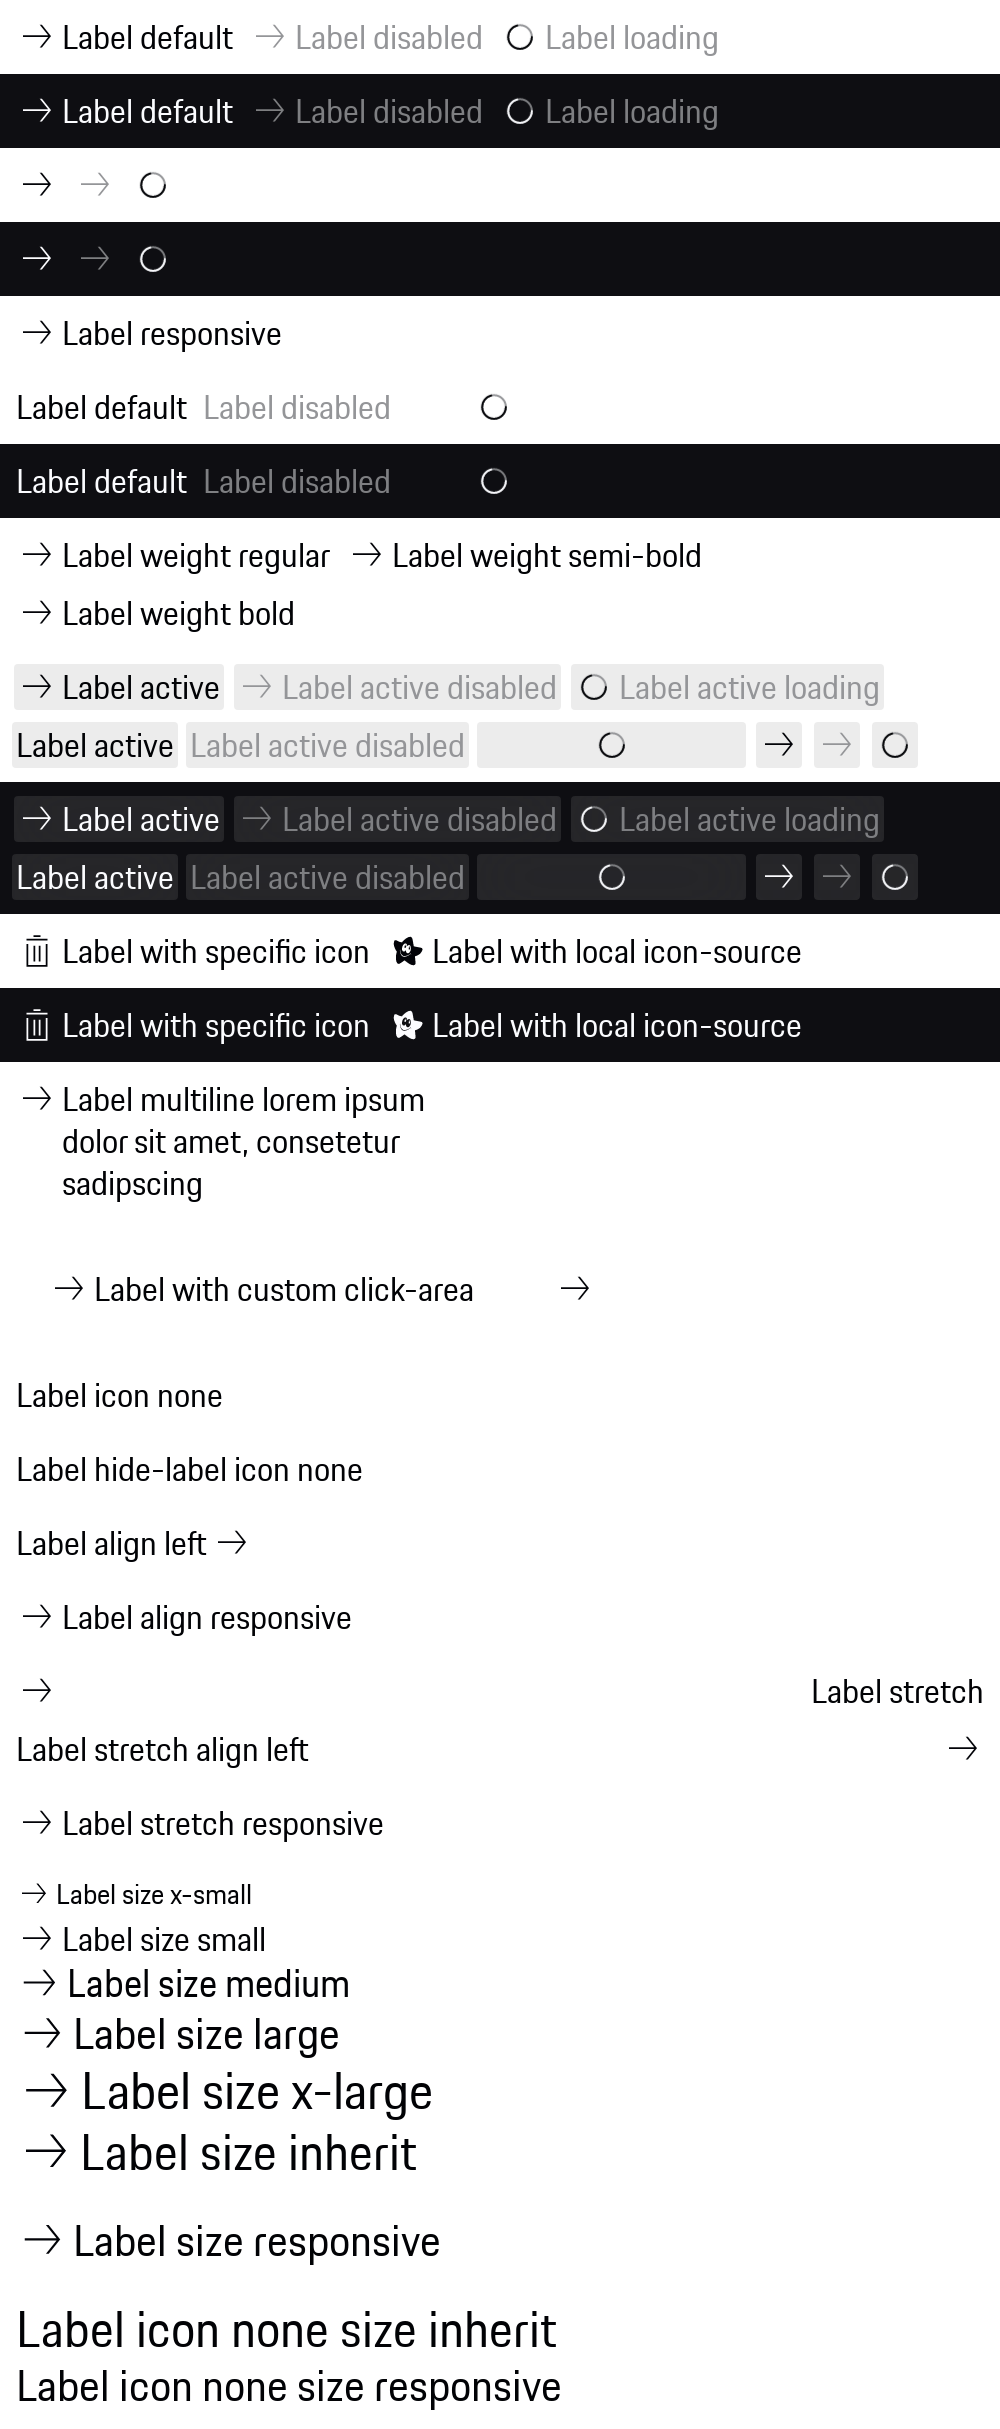 Label default Label disabled Label loading
Label default Label disabled Label loading
Label responsive
Label default Label disabled
Label default Label disabled
Label weight regular Label weight semi-bold
Label weight bold
Label active Label active disabled Label active loading
Label active Label active disabled
Label active Label active disabled Label active loading
Label active Label active disabled
Label with specific icon Label with local icon-source
Label with specific icon Label with local icon-source
Label multiline lorem ipsum
dolor sit amet, consetetur
sadipscing
Label with custom click-area
Label icon none
Label hide-label icon none
Label align left
Label align responsive
Label stretch
Label stretch align left
Label stretch responsive
Label size x-small
Label size small
Label size medium
Label size large
Label size x-large
Label size inherit
Label size responsive
Label icon none size inherit
Label icon none size responsive